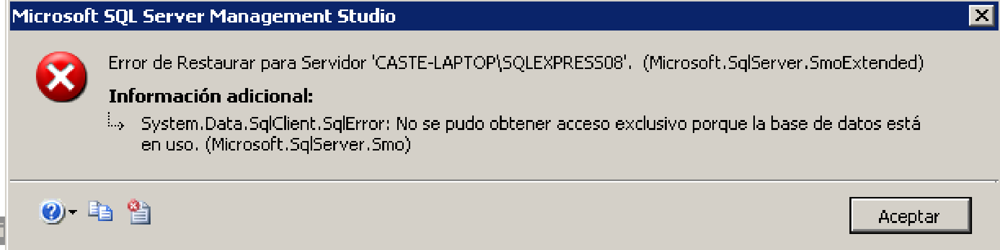 Microsoft SQL Server Management Studio
Error de Restaurar para Servidor 'CASTE-LAPTOP\SQLEXPRESS08'. (Microsoft.SqlServer.SmoExtended)
Información adicional:
System.Data.SqlClient.SqlError: No se pudo obtener acceso exclusivo porque la base de datos está
en uso. (Microsoft.SqlServer.Smo)
Aceptar